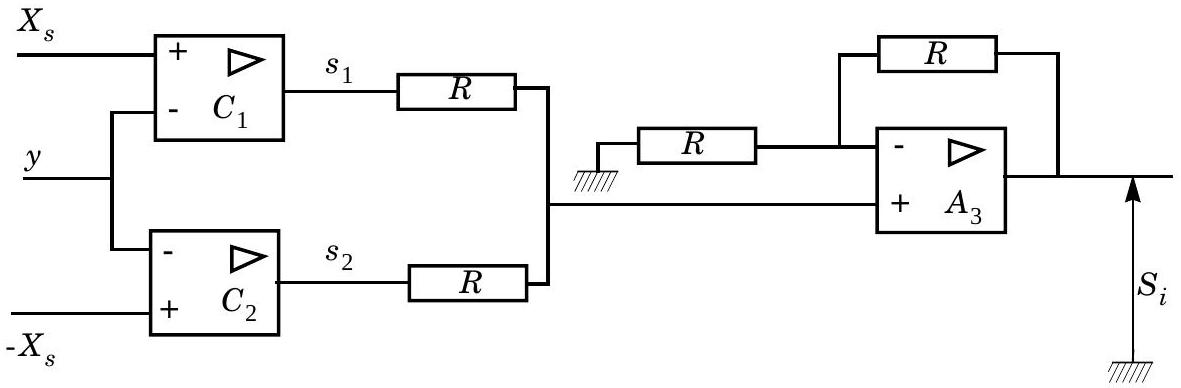 X_s
+
C_1
-
s_1
R
y
-
C_2
+
s_2
R
-X_s
R
R
-
+
A_3
S_i